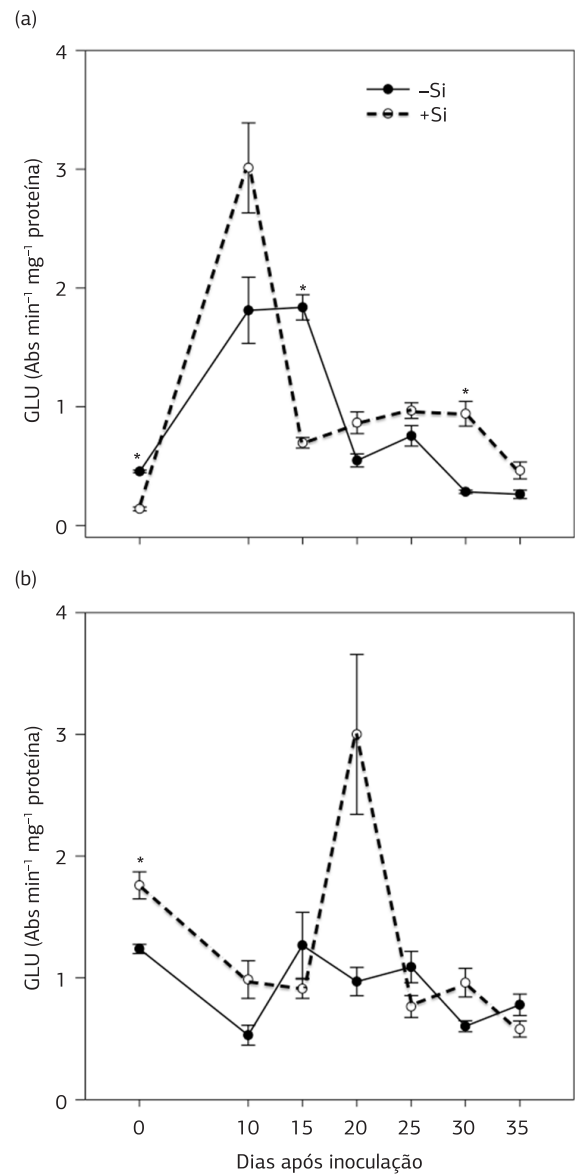 (a)
4
3
2
1
0
GLU (Abs min⁻¹ mg⁻¹ proteína)
–Si
+Si
*
*
*
(b)
4
3
2
1
0
GLU (Abs min⁻¹ mg⁻¹ proteína)
*
0 10 15 20 25 30 35
Dias após inoculação